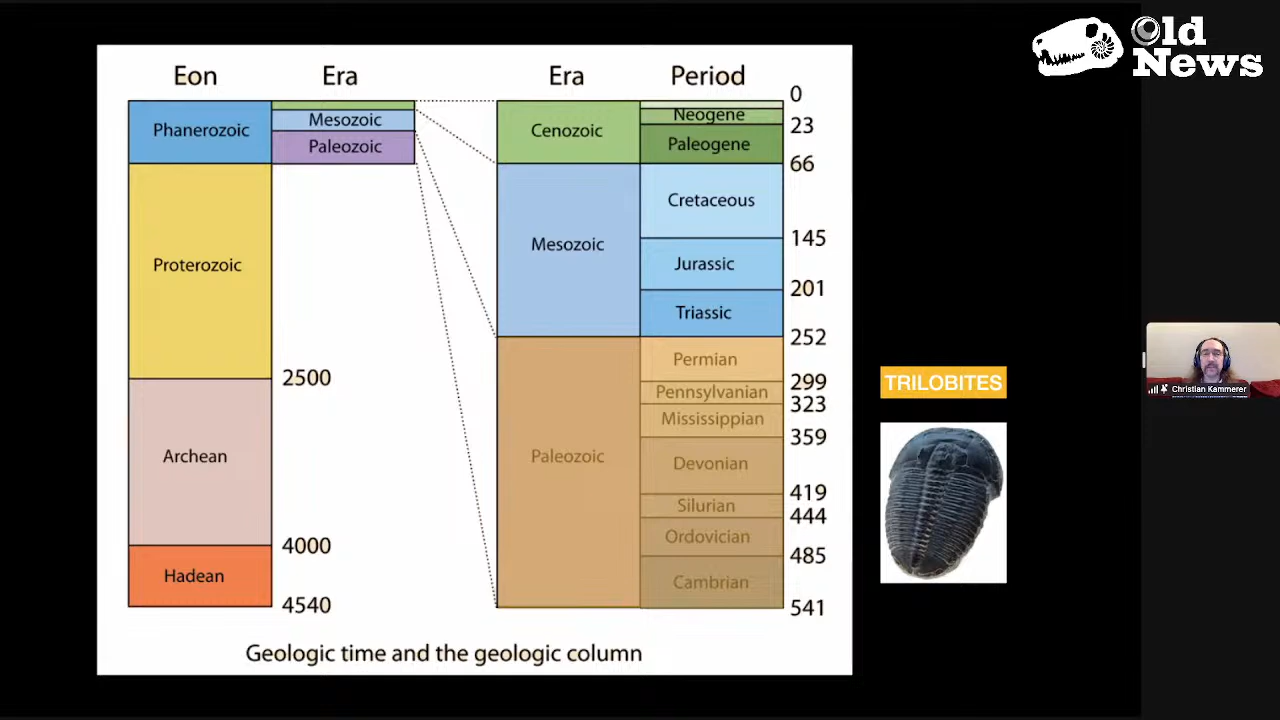 Old
News
Eon
Era
Era
Period
Phanerozoic
Mesozoic
Paleozoic
Proterozoic
2500
Archean
4000
Hadean
4540
Cenozoic
Mesozoic
Paleozoic
0
Neogene
23
Paleogene
66
Cretaceous
145
Jurassic
201
Triassic
252
Permian
299
Pennsylvanian
323
Mississippian
359
Devonian
419
Silurian
444
Ordovician
485
Cambrian
541
Geologic time and the geologic column
TRILOBITES
Christian Kammerer